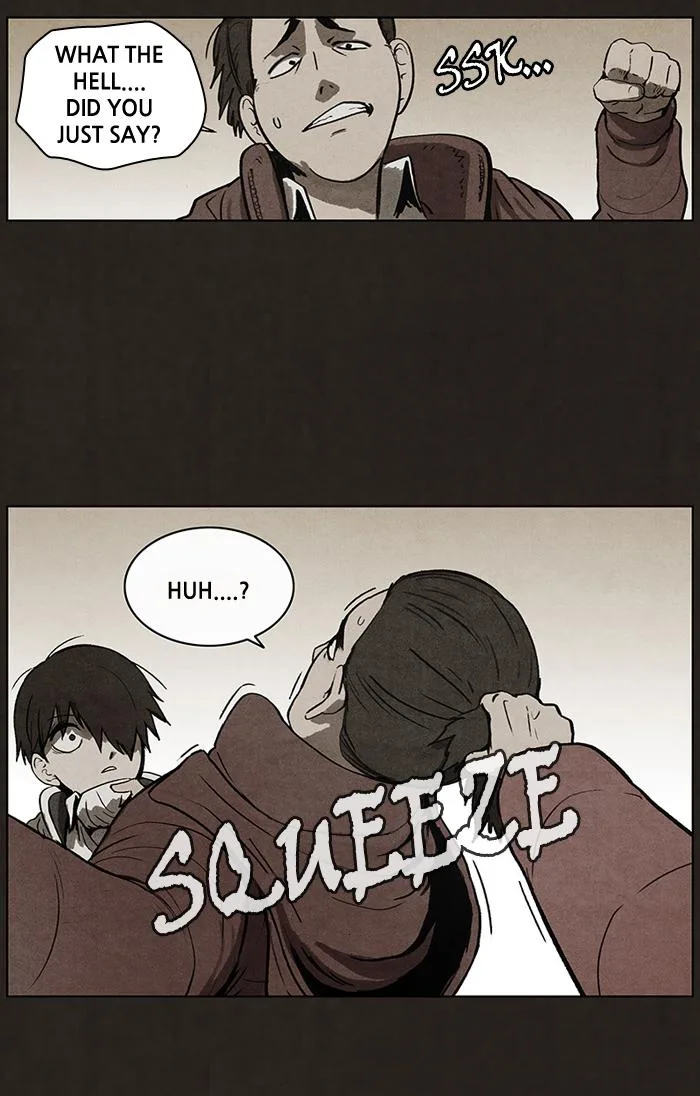 WHAT THE
HELL....
DID YOU
JUST SAY?
SSK...
HUH....?
SQUEEZE